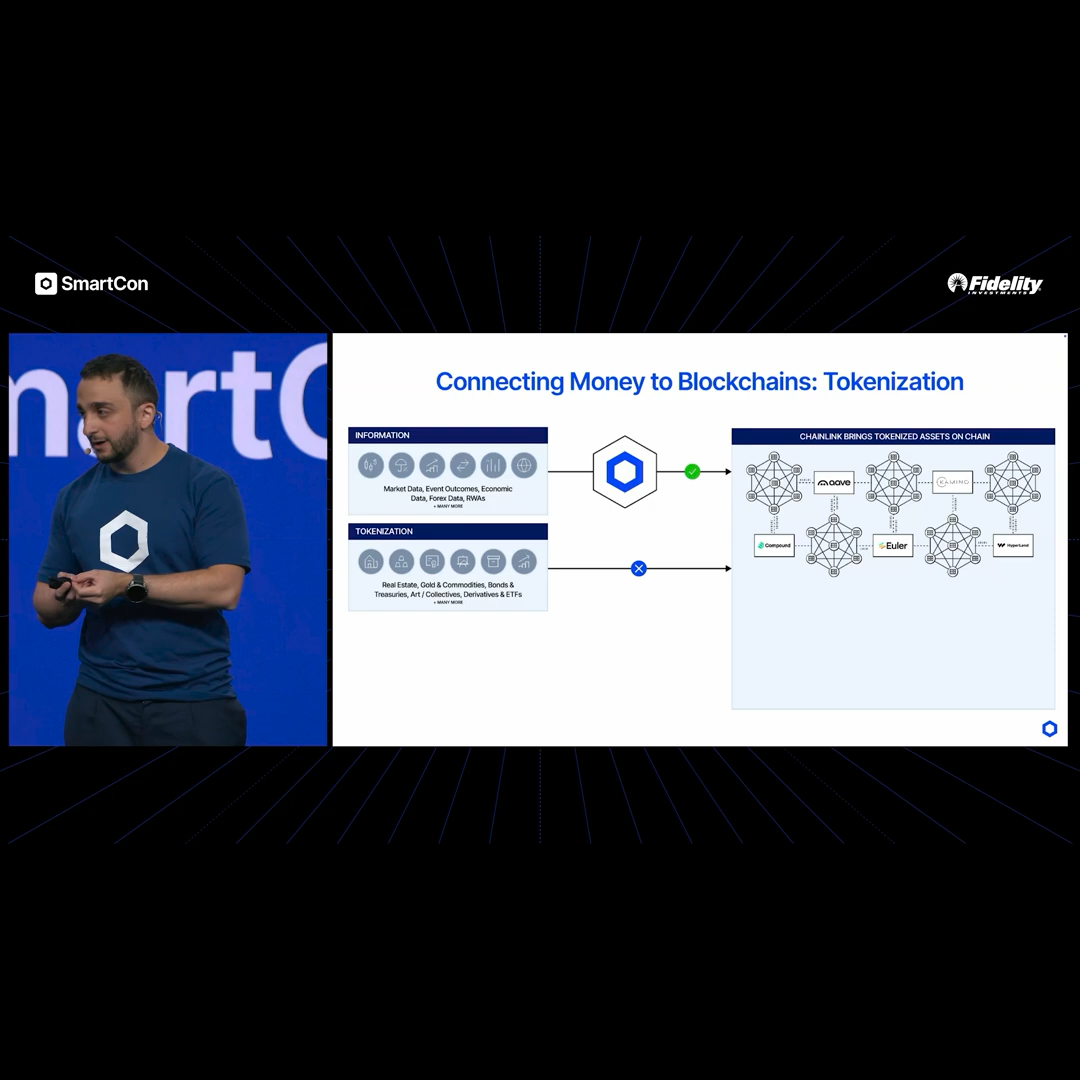 SmartCon
Fidelity
INVESTMENTS
martC
Connecting Money to Blockchains: Tokenization
INFORMATION
Market Data, Event Outcomes, Economic
Data, Forex Data, RWAs
+ MANY MORE
TOKENIZATION
Real Estate, Gold & Commodities, Bonds &
Treasuries, Art / Collectives, Derivatives & ETFs
+ MANY MORE
CHAINLINK BRINGS TOKENIZED ASSETS ON CHAIN
aave
KAMINO
Compound
Euler
HyperLend